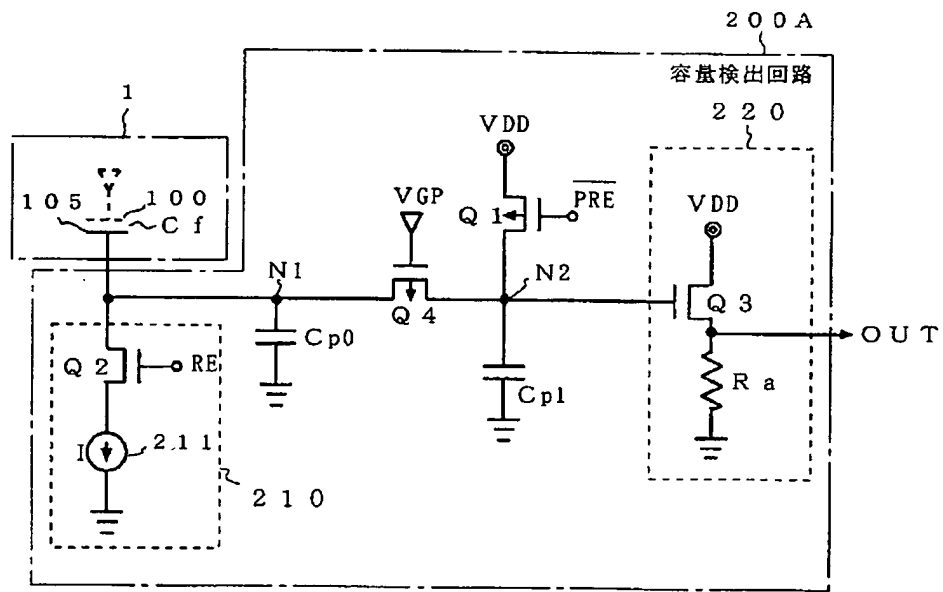 200A
容量検出回路
1
220
VDD
VDD
VGP
PRE
105
100
Cf
Q1
N1
N2
Q3
Q4
OUT
Cp0
Q2
RE
Cp1
Ra
I
211
210